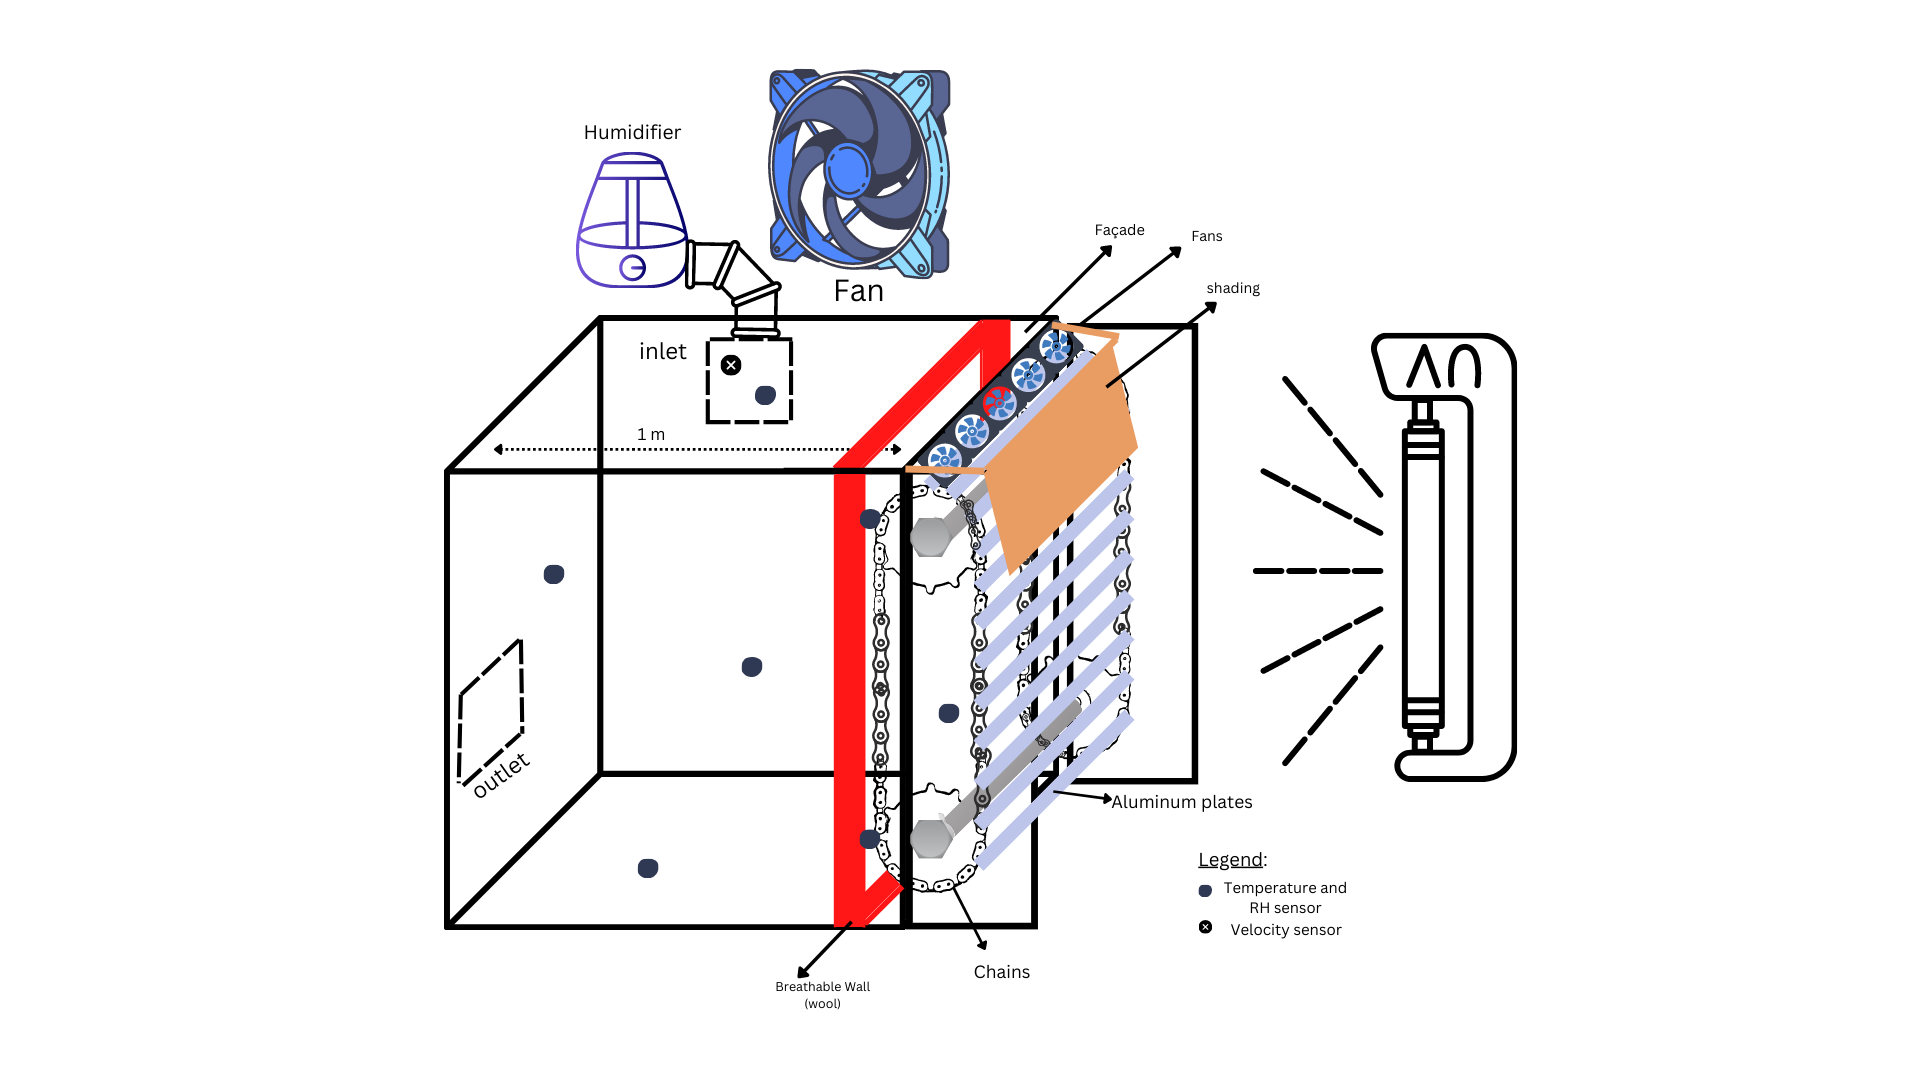 Humidifier
Fan
Façade
Fans
shading
inlet
1 m
outlet
Aluminum plates
Legend:
Temperature and
RH sensor
Velocity sensor
Chains
Breathable Wall
(wool)